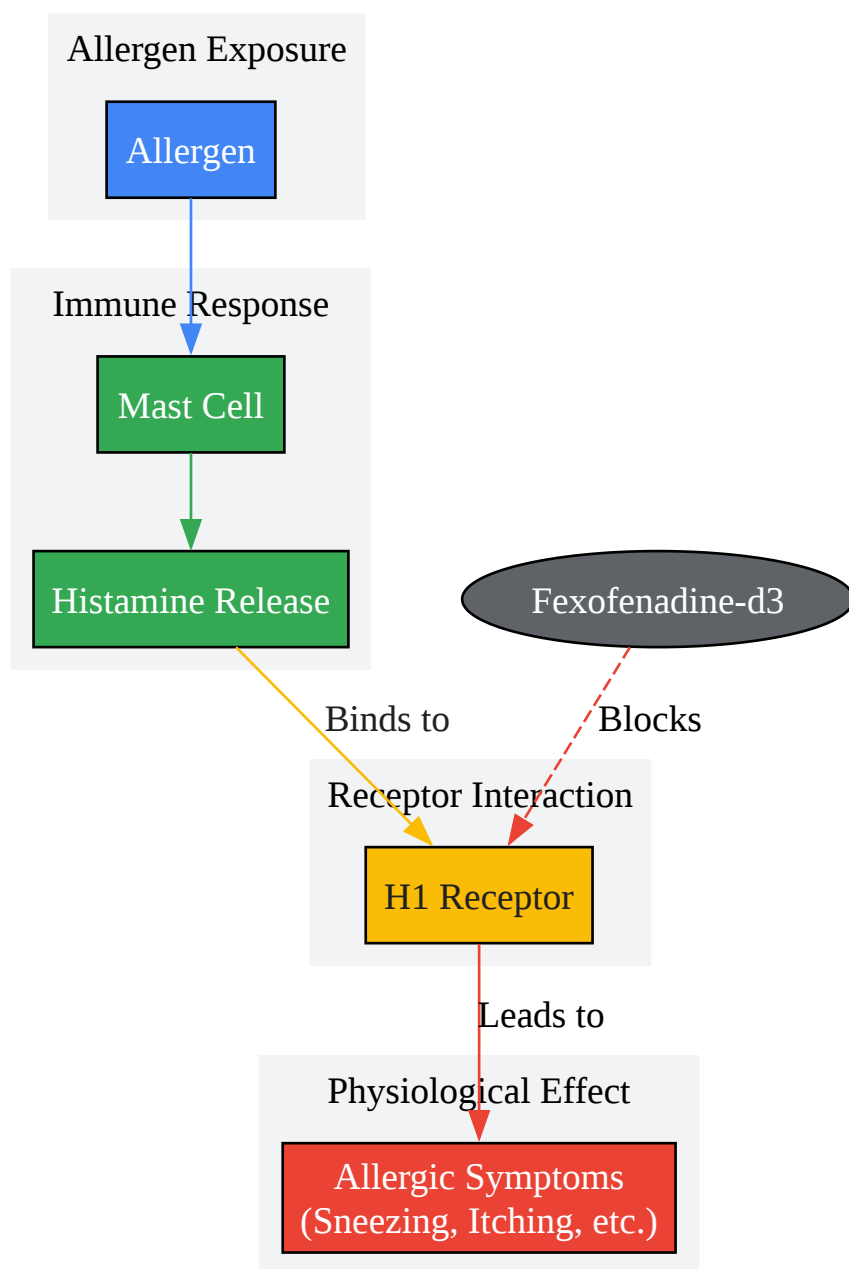 Allergen Exposure
Allergen
Immune Response
Mast Cell
Histamine Release
Fexofenadine-d3
Binds to
Blocks
Receptor Interaction
H1 Receptor
Leads to
Physiological Effect
Allergic Symptoms
(Sneezing, Itching, etc.)